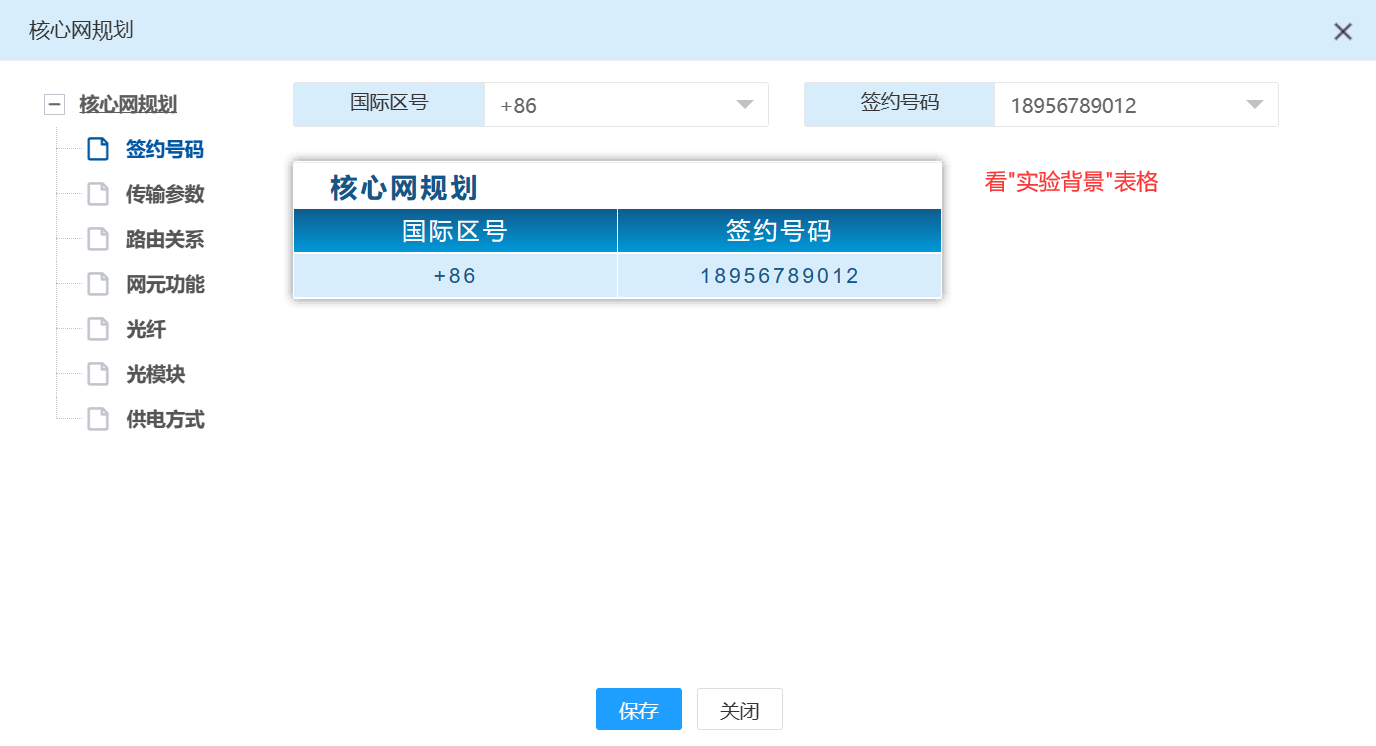 核心网规划
核心网规划
签约号码
传输参数
路由关系
网元功能
光纤
光模块
供电方式
国际区号 +86 签约号码 18956789012
核心网规划
国际区号 签约号码
+86 18956789012
看"实验背景"表格
保存 关闭